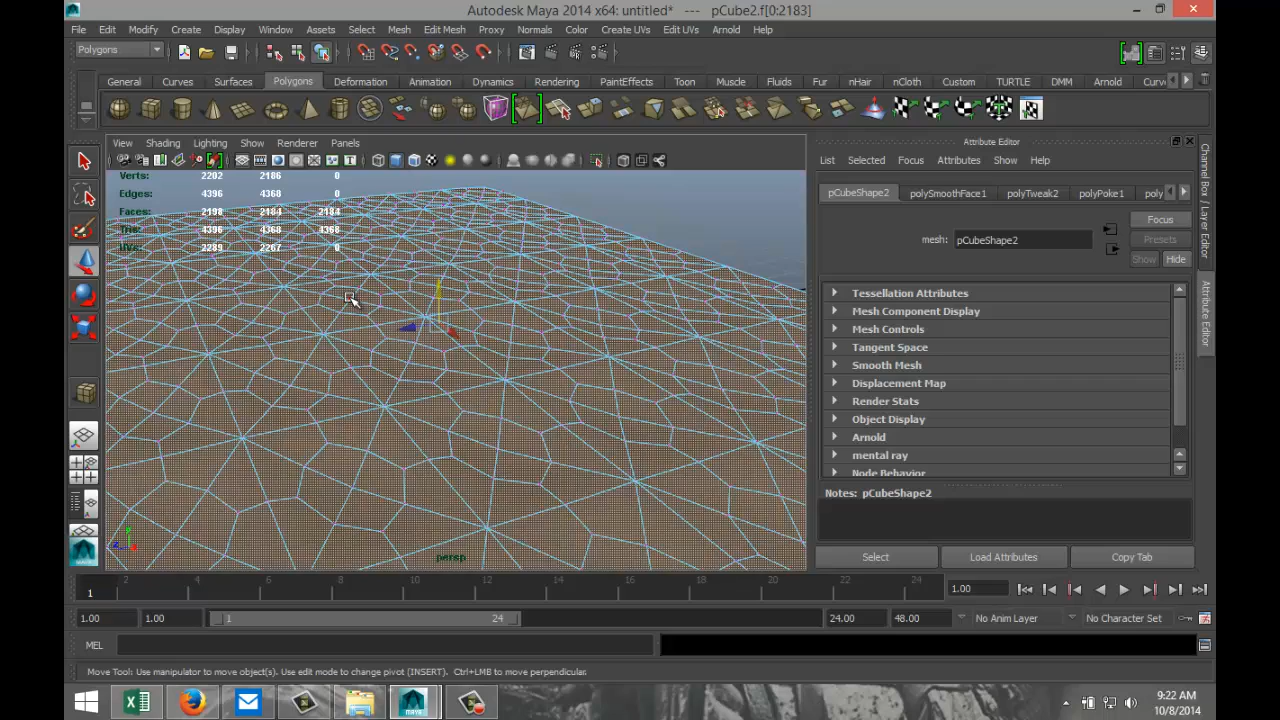 Autodesk Maya 2014 x64: untitled*   ---   pCube2.f[0:2183]
File Edit Modify Create Display Window Assets Select Mesh Edit Mesh Proxy Normals Color Create UVs Edit UVs Arnold Help
Polygons
General Curves Surfaces Polygons Deformation Animation Dynamics Rendering PaintEffects Toon Muscle Fluids Fur nHair nCloth Custom TURTLE DMM Arnold Curv
View Shading Lighting Show Renderer Panels
Attribute Editor
List Selected Focus Attributes Show Help
Verts: 2202 2186 0
Edges: 4396 4368 0
Faces: 2198 2184 2184
Tris: 4396 4368 4368
UVs: 2289 2267 0
pCubeShape2 polySmoothFace1 polyTweak2 polyPoke1 poly
Focus
mesh: pCubeShape2
Presets
Show Hide
Tessellation Attributes
Mesh Component Display
Mesh Controls
Tangent Space
Smooth Mesh
Displacement Map
Render Stats
Object Display
Arnold
mental ray
Node Behavior
Notes: pCubeShape2
persp
Select Load Attributes Copy Tab
Channel Box / Layer Editor
Attribute Editor
2 4 6 8 10 12 14 16 18 20 22 24
1
1.00
1.00 1.00 1 24 24.00 48.00 No Anim Layer No Character Set
MEL
Move Tool: Use manipulator to move object(s). Use edit mode to change pivot (INSERT). Ctrl+LMB to move perpendicular.
9:22 AM
10/8/2014